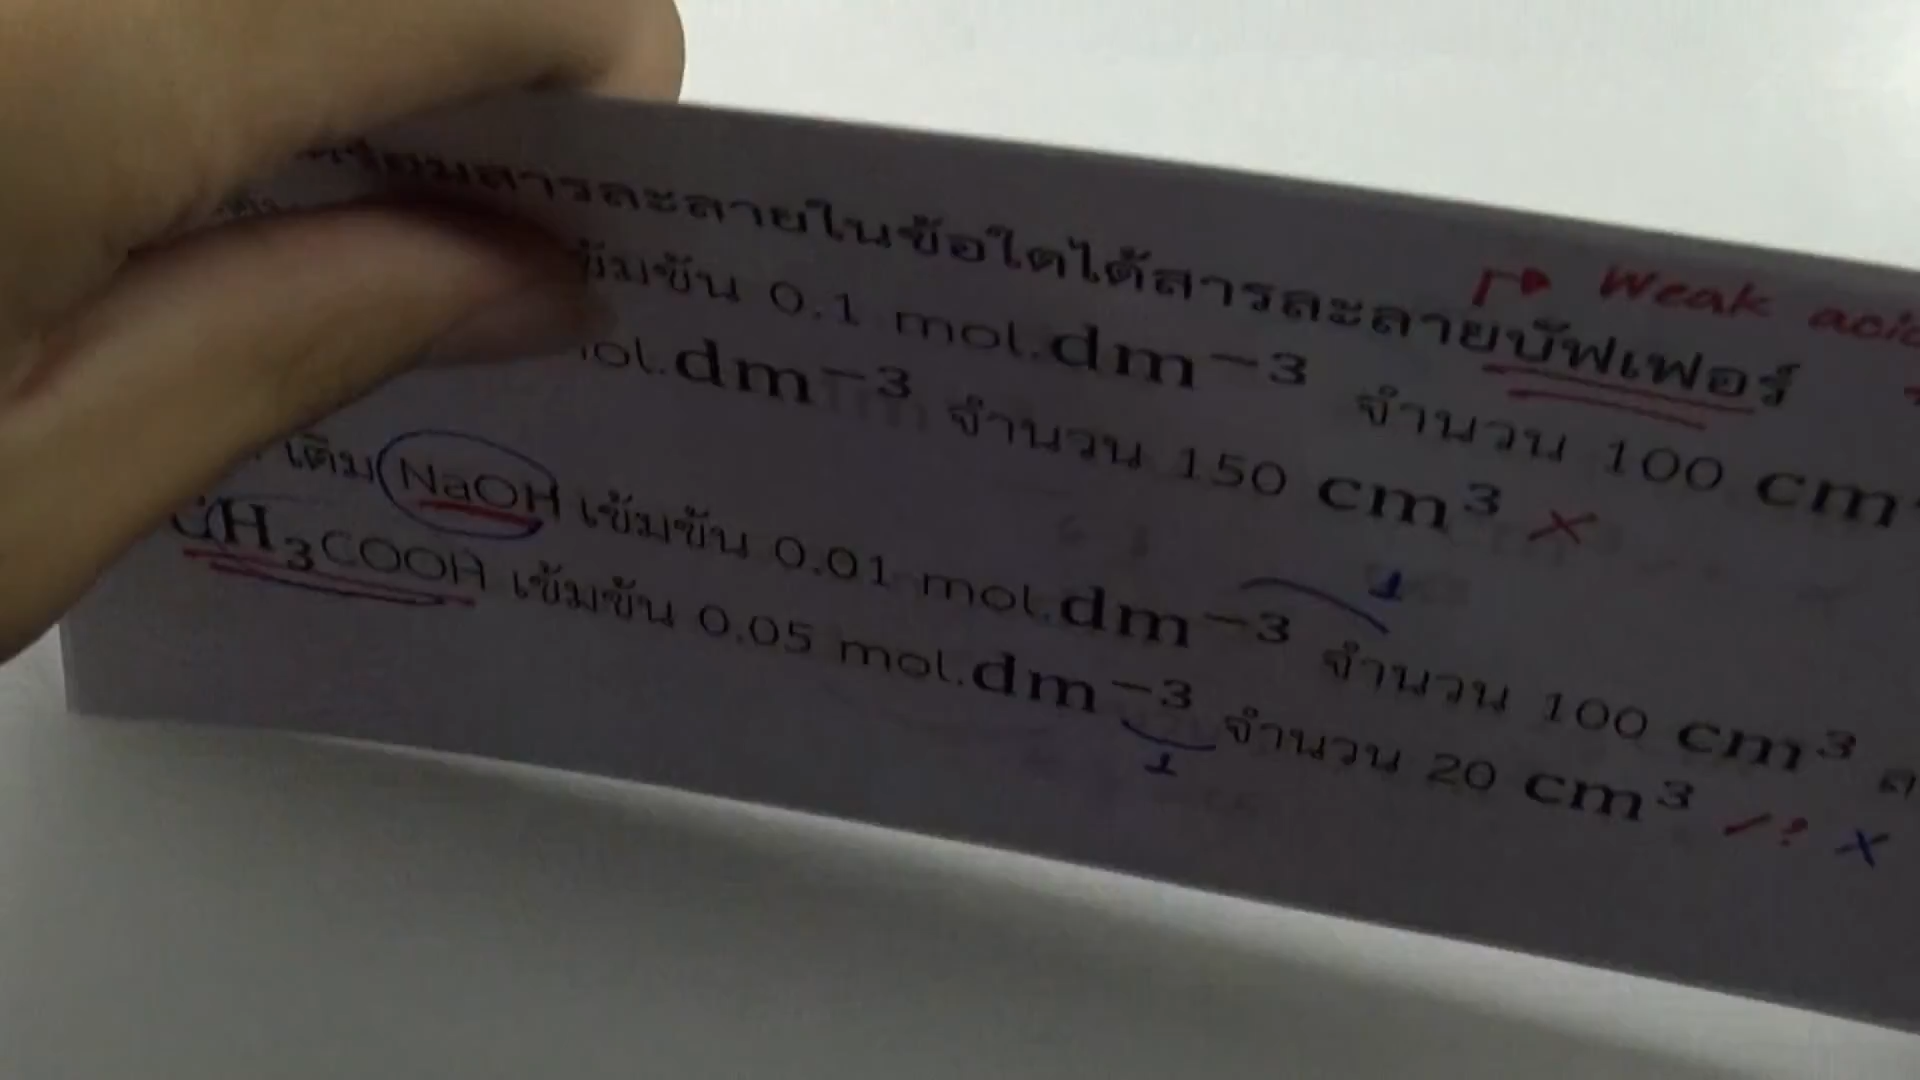 สารละลายในข้อใดได้สารละลายบัฟเฟอร์ Weak
เข้มข้น 0.1 mol.dm⁻³ จำนวน 100
mol.dm⁻³ จำนวน 150 cm³ X
เติม NaOH เข้มข้น 0.01 mol.dm⁻³ จำนวน 100 cm³
1
CH₃COOH เข้มข้น 0.05 mol.dm⁻³ จำนวน 20 cm³ /? X
1